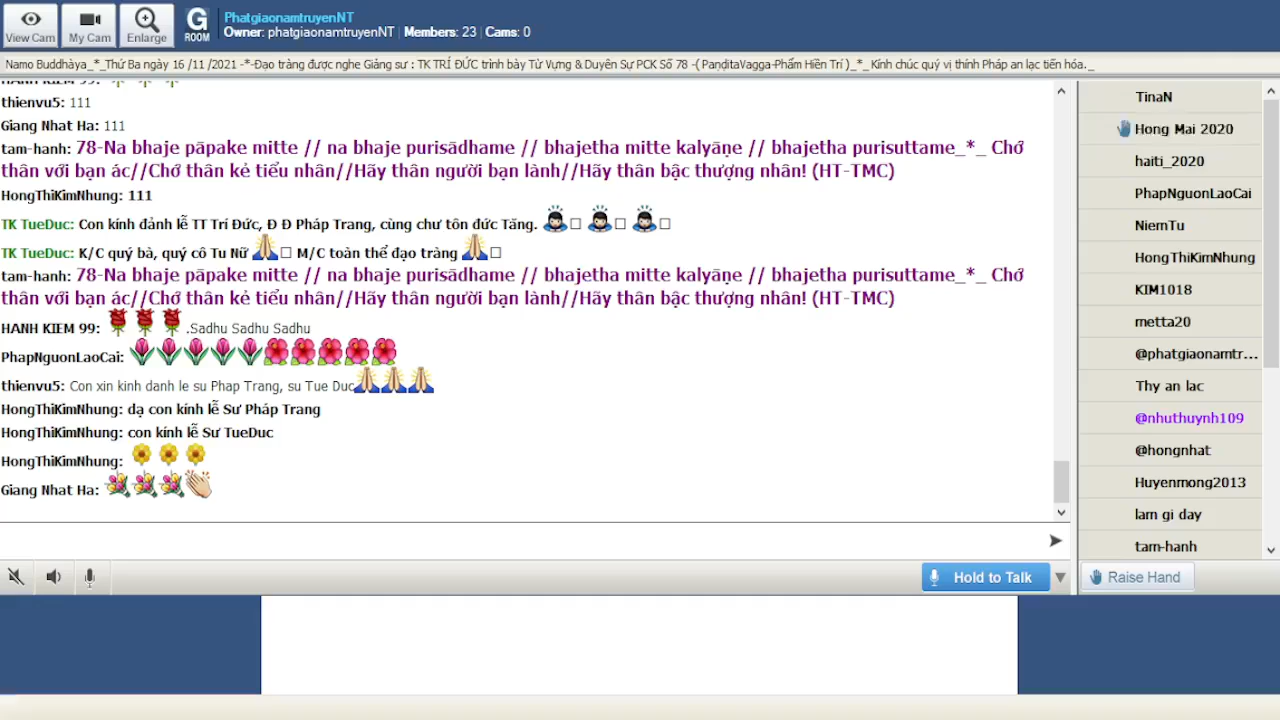 View Cam
My Cam
Enlarge
G
ROOM
PhatgiaonamtruyenNT
Owner: phatgiaonamtruyenNT | Members: 23 | Cams: 0
Namo Buddhàya_*_Thứ Ba ngày 16 /11 /2021 -*-Đạo tràng được nghe Giảng sư : TK TRÍ ĐỨC trình bày Từ Vựng & Duyên Sự PCK Số 78 -( PaṇḍitaVagga-Phẩm Hiền Trí )_*_ Kính chúc quý vị thính Pháp an lạc tiến hóa._
HANH KIEM 99:
thienvu5: 111
Giang Nhat Ha: 111
tam-hanh: 78-Na bhaje pāpake mitte // na bhaje purisādhame // bhajetha mitte kalyāṇe // bhajetha purisuttame_*_ Chớ
thân với bạn ác//Chớ thân kẻ tiểu nhân//Hãy thân người bạn lành//Hãy thân bậc thượng nhân! (HT-TMC)
HongThiKimNhung: 111
TK TueDuc: Con kính đảnh lễ TT Trí Đức, Đ Đ Pháp Trang, cùng chư tôn đức Tăng.
TK TueDuc: K/C quý bà, quý cô Tu Nữ M/C toàn thể đạo tràng
tam-hanh: 78-Na bhaje pāpake mitte // na bhaje purisādhame // bhajetha mitte kalyāṇe // bhajetha purisuttame_*_ Chớ
thân với bạn ác//Chớ thân kẻ tiểu nhân//Hãy thân người bạn lành//Hãy thân bậc thượng nhân! (HT-TMC)
HANH KIEM 99: .Sadhu Sadhu Sadhu
PhapNguonLaoCai:
thienvu5: Con xin kinh danh le su Phap Trang, su Tue Duc
HongThiKimNhung: dạ con kính lễ Sư Pháp Trang
HongThiKimNhung: con kính lễ Sư TueDuc
HongThiKimNhung:
Giang Nhat Ha:
Hold to Talk
TinaN
Hong Mai 2020
haiti_2020
PhapNguonLaoCai
NiemTu
HongThiKimNhung
KIM1018
metta20
@phatgiaonamtr...
Thy an lac
@nhuthuynh109
@hongnhat
Huyenmong2013
lam gi day
tam-hanh
Raise Hand